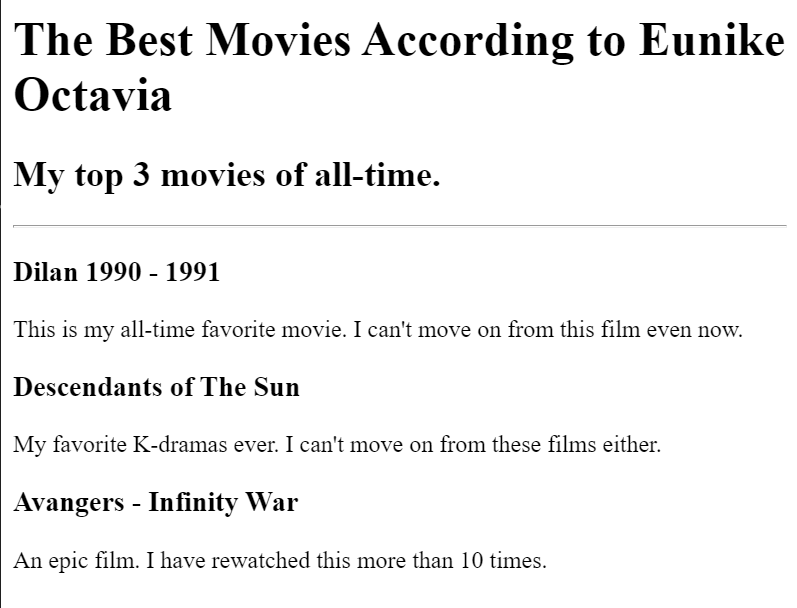 The Best Movies According to Eunike
Octavia
My top 3 movies of all-time.
Dilan 1990 - 1991
This is my all-time favorite movie. I can't move on from this film even now.
Descendants of The Sun
My favorite K-dramas ever. I can't move on from these films either.
Avangers - Infinity War
An epic film. I have rewatched this more than 10 times.